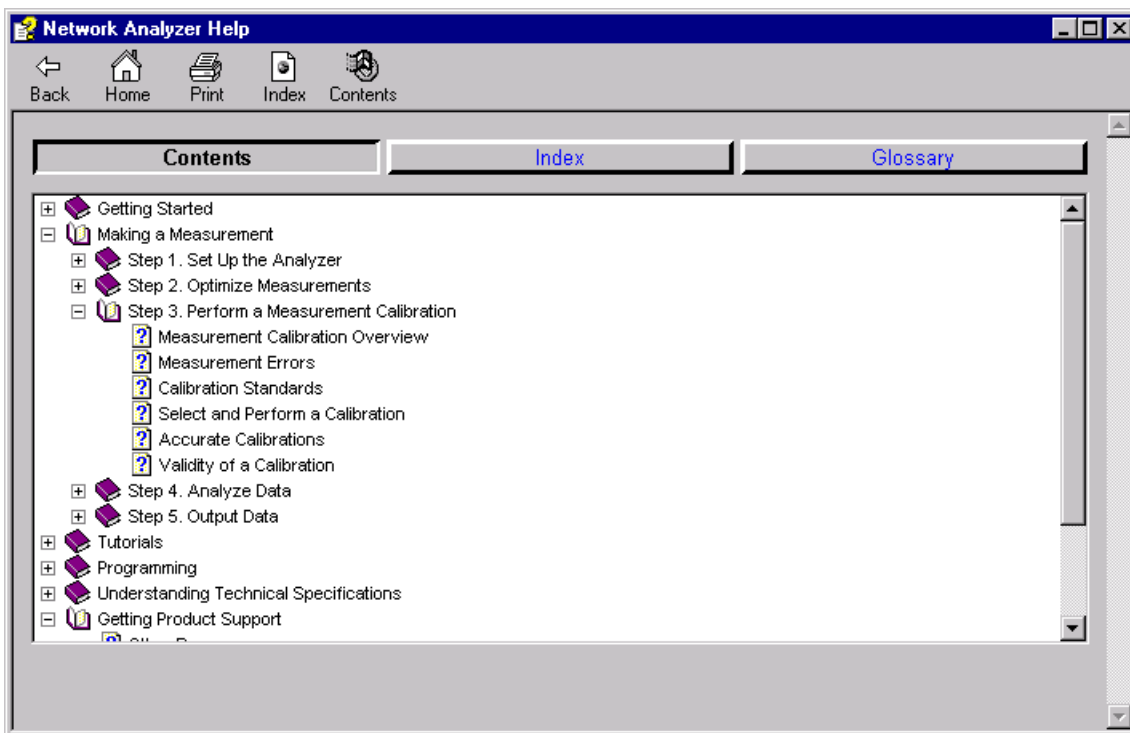 Network Analyzer Help
Back Home Print Index Contents
Contents Index Glossary
Getting Started
Making a Measurement
Step 1. Set Up the Analyzer
Step 2. Optimize Measurements
Step 3. Perform a Measurement Calibration
Measurement Calibration Overview
Measurement Errors
Calibration Standards
Select and Perform a Calibration
Accurate Calibrations
Validity of a Calibration
Step 4. Analyze Data
Step 5. Output Data
Tutorials
Programming
Understanding Technical Specifications
Getting Product Support